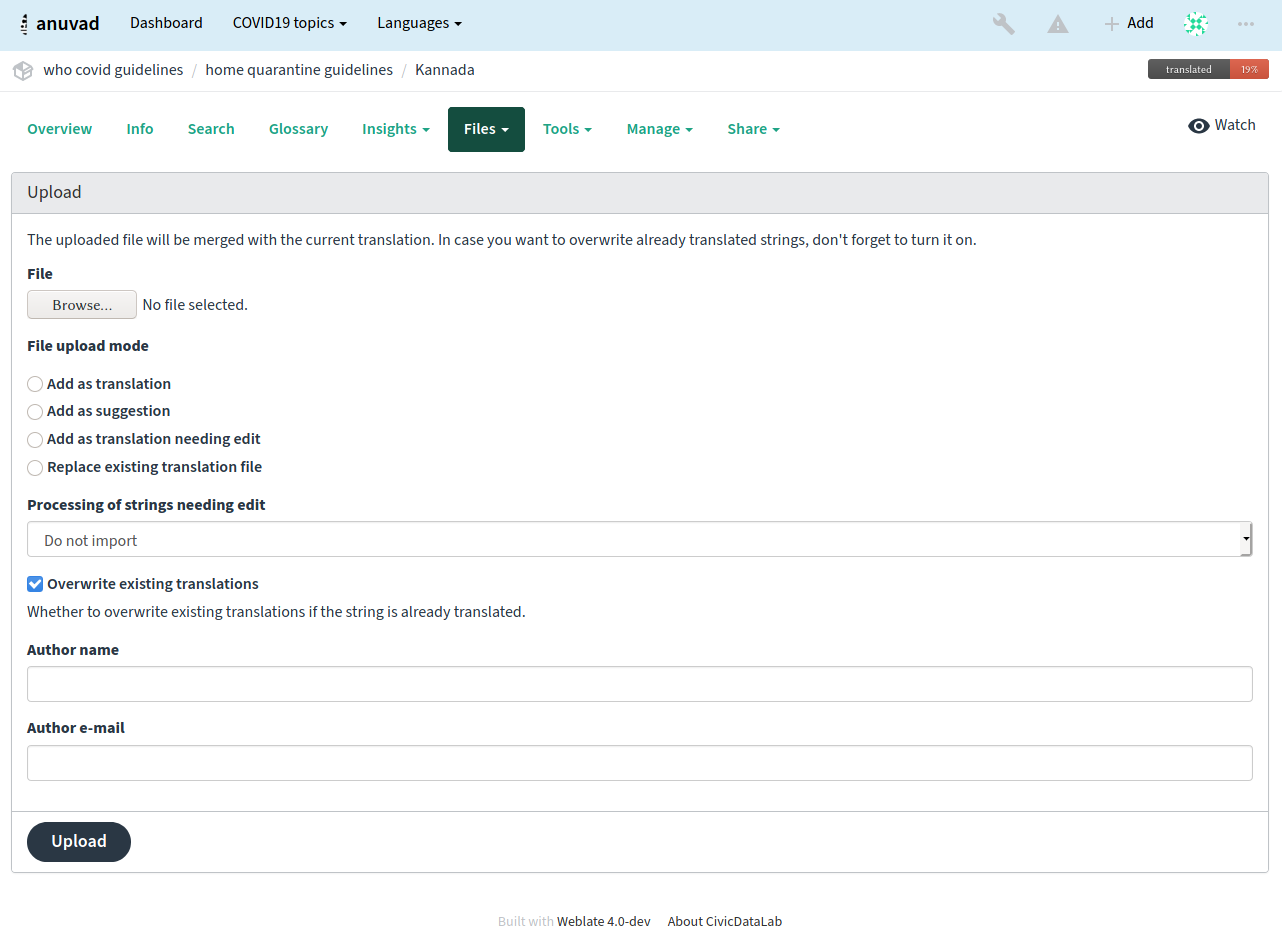 anuvad Dashboard COVID19 topics Languages Add
who covid guidelines / home quarantine guidelines / Kannada translated 19%
Overview Info Search Glossary Insights Files Tools Manage Share Watch
Upload
The uploaded file will be merged with the current translation. In case you want to overwrite already translated strings, don't forget to turn it on.
File
Browse... No file selected.
File upload mode
Add as translation
Add as suggestion
Add as translation needing edit
Replace existing translation file
Processing of strings needing edit
Do not import
Overwrite existing translations
Whether to overwrite existing translations if the string is already translated.
Author name
Author e-mail
Upload
Built with Weblate 4.0-dev About CivicDataLab